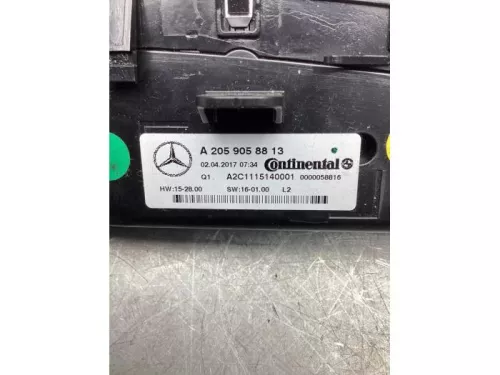 A 205 905 88 13
02.04.2017 07:34 Continental
Q1 A2C1115140001 0000058816
HW:15-28.00 SW:16-01.00 L2